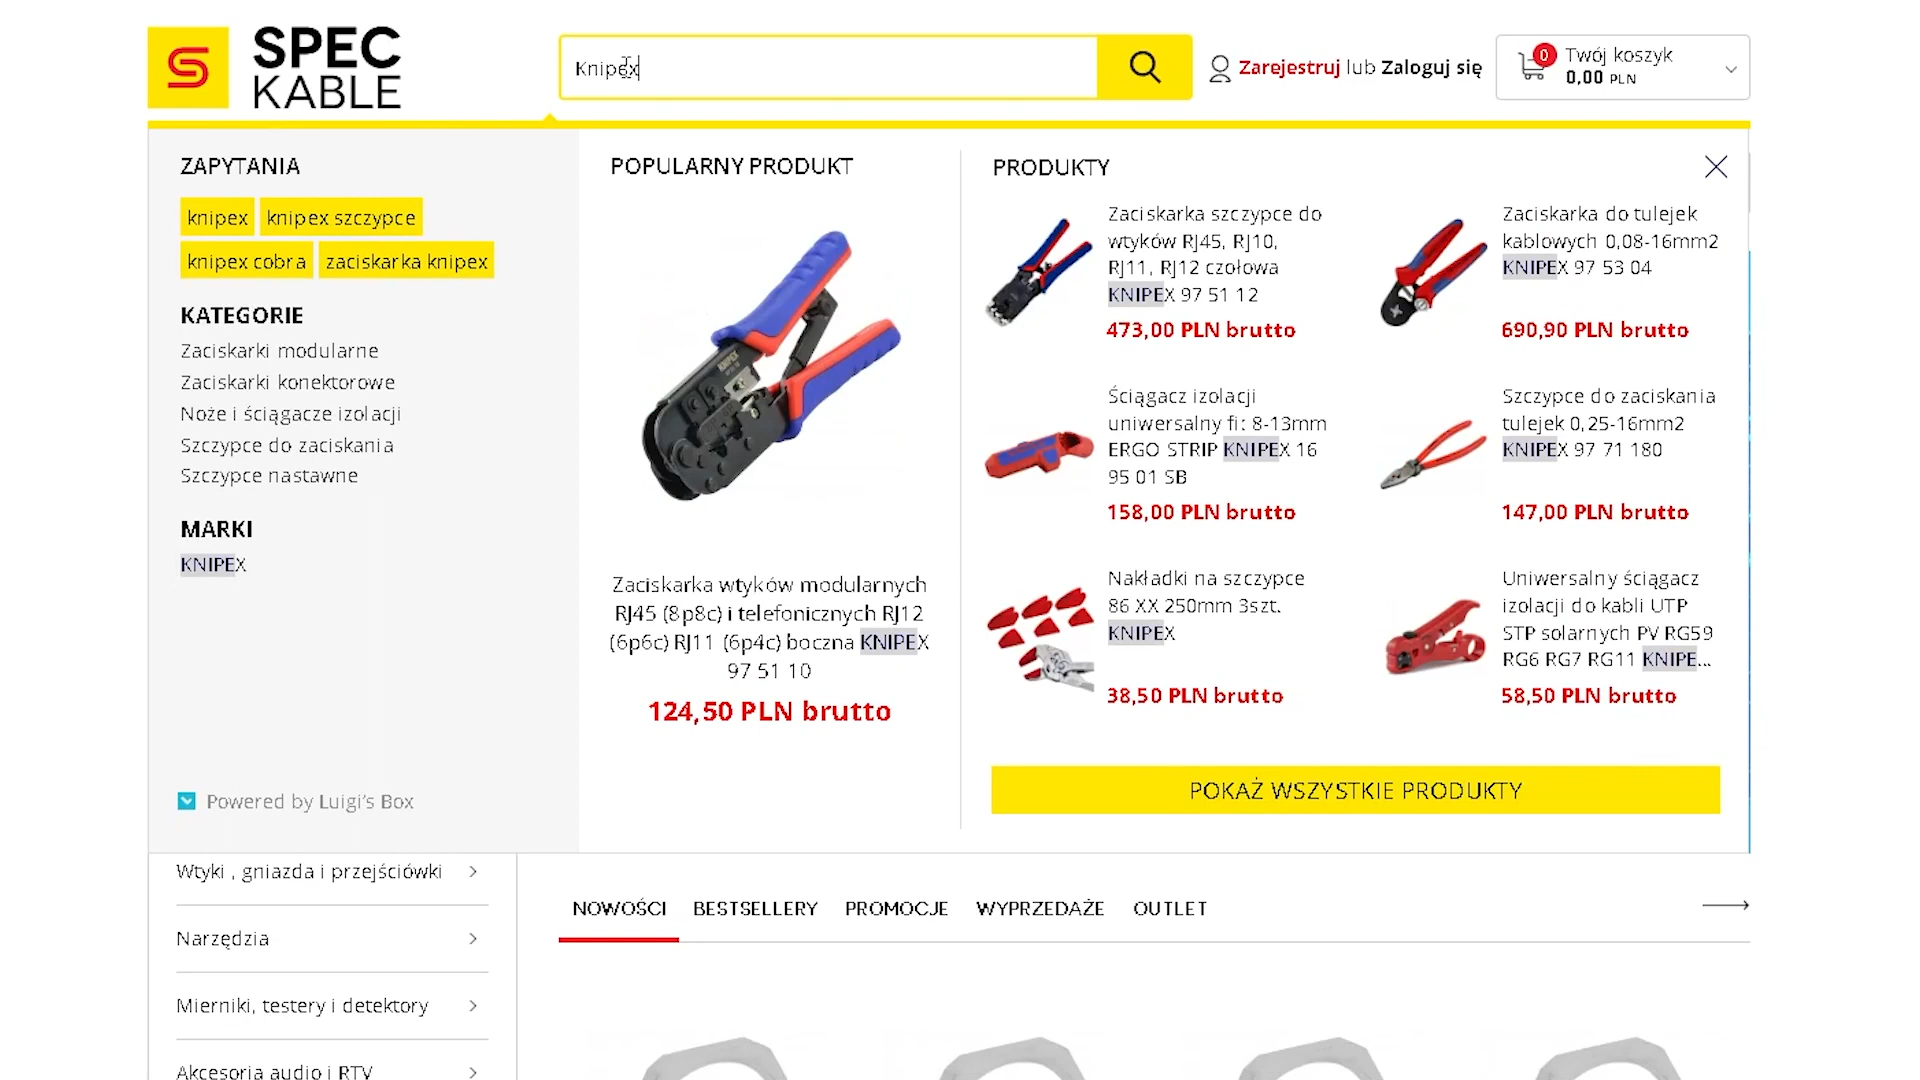 SPEC
KABLE
Knipex
Zarejestruj lub Zaloguj się
0
Twój koszyk
0,00 PLN
ZAPYTANIA
knipex
knipex szczypce
knipex cobra
zaciskarka knipex
KATEGORIE
Zaciskarki modularne
Zaciskarki konektorowe
Noże i ściągacze izolacji
Szczypce do zaciskania
Szczypce nastawne
MARKI
KNIPEX
Powered by Luigi's Box
POPULARNY PRODUKT
Zaciskarka wtyków modularnych
RJ45 (8p8c) i telefonicznych RJ12
(6p6c) RJ11 (6p4c) boczna KNIPEX
97 51 10
124,50 PLN brutto
PRODUKTY
Zaciskarka szczypce do
wtyków RJ45, RJ10,
RJ11, RJ12 czołowa
KNIPEX 97 51 12
473,00 PLN brutto
Zaciskarka do tulejek
kablowych 0,08-16mm2
KNIPEX 97 53 04
690,90 PLN brutto
Ściągacz izolacji
uniwersalny fi: 8-13mm
ERGO STRIP KNIPEX 16
95 01 SB
158,00 PLN brutto
Szczypce do zaciskania
tulejek 0,25-16mm2
KNIPEX 97 71 180
147,00 PLN brutto
Nakładki na szczypce
86 XX 250mm 3szt.
KNIPEX
38,50 PLN brutto
Uniwersalny ściągacz
izolacji do kabli UTP
STP solarnych PV RG59
RG6 RG7 RG11 KNIPE...
58,50 PLN brutto
POKAŻ WSZYSTKIE PRODUKTY
Wtyki , gniazda i przejściówki
Narzędzia
Mierniki, testery i detektory
Akcesoria audio i RTV
NOWOŚCI
BESTSELLERY
PROMOCJE
WYPRZEDAŻE
OUTLET